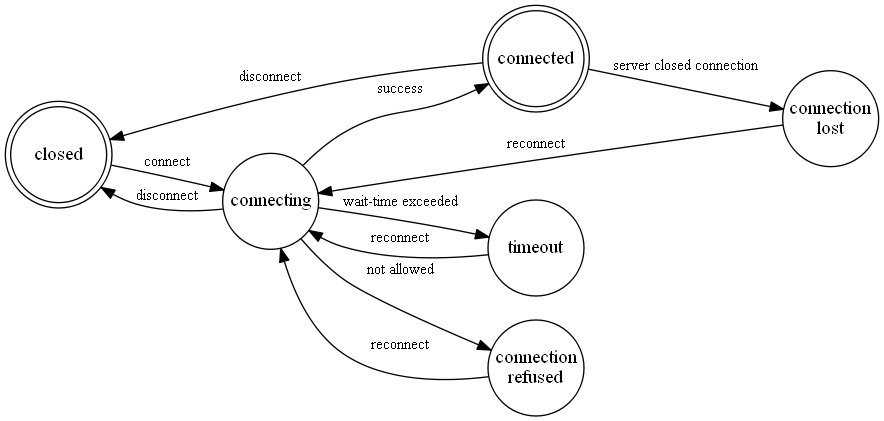 connected
server closed connection
disconnect
success
connection
lost
closed
connect
reconnect
disconnect
connecting
wait-time exceeded
reconnect
timeout
not allowed
reconnect
connection
refused